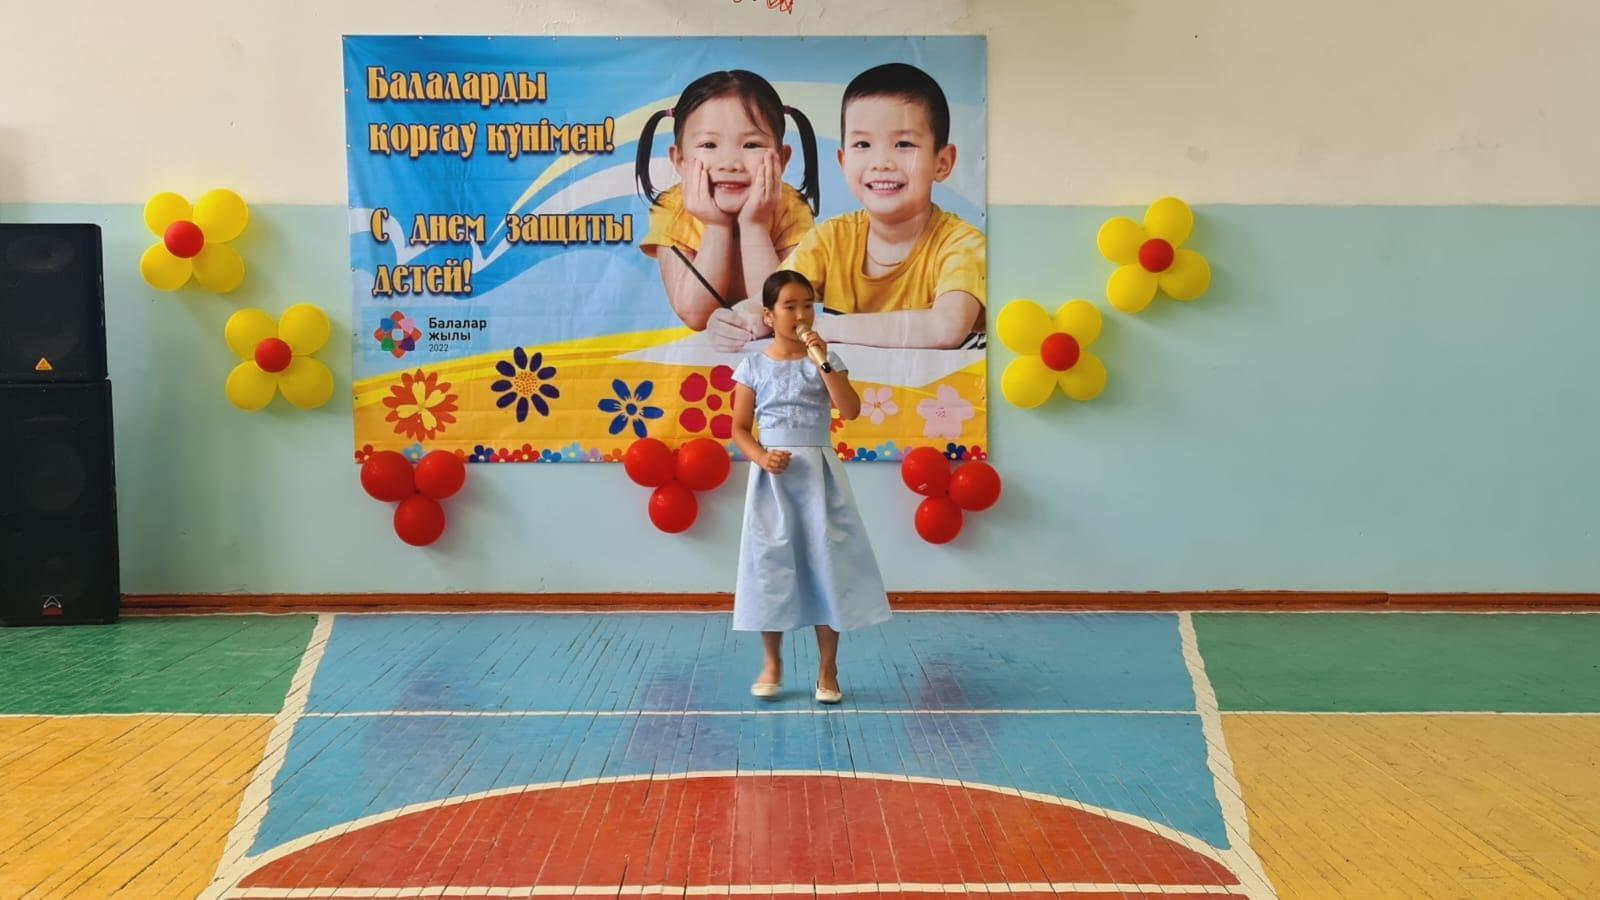 Балаларды
қорғау күнімен!
С днем защиты
детей!
Балалар
жылы
2022